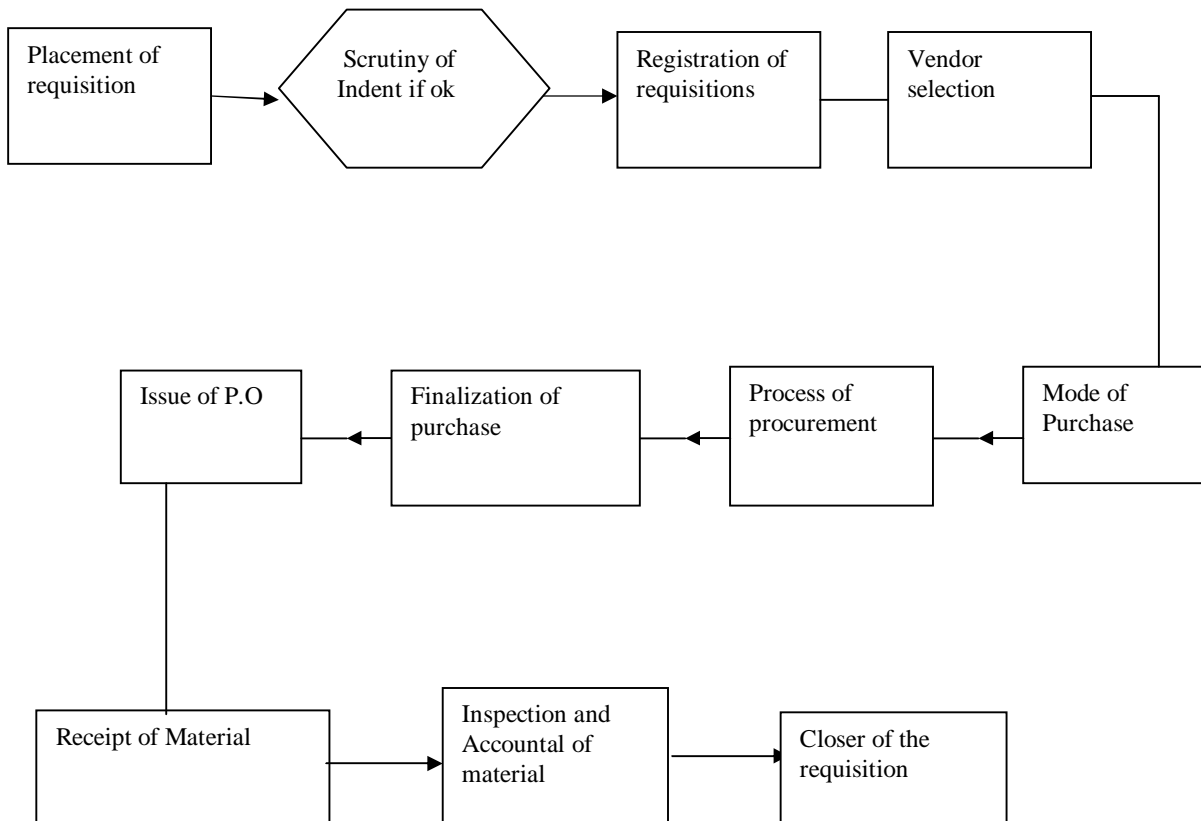 Placement of
requisition
Scrutiny of
Indent if ok
Registration of
requisitions
Vendor
selection
Mode of
Purchase
Process of
procurement
Finalization of
purchase
Issue of P.O
Receipt of Material
Inspection and
Accountal of
material
Closer of the
requisition